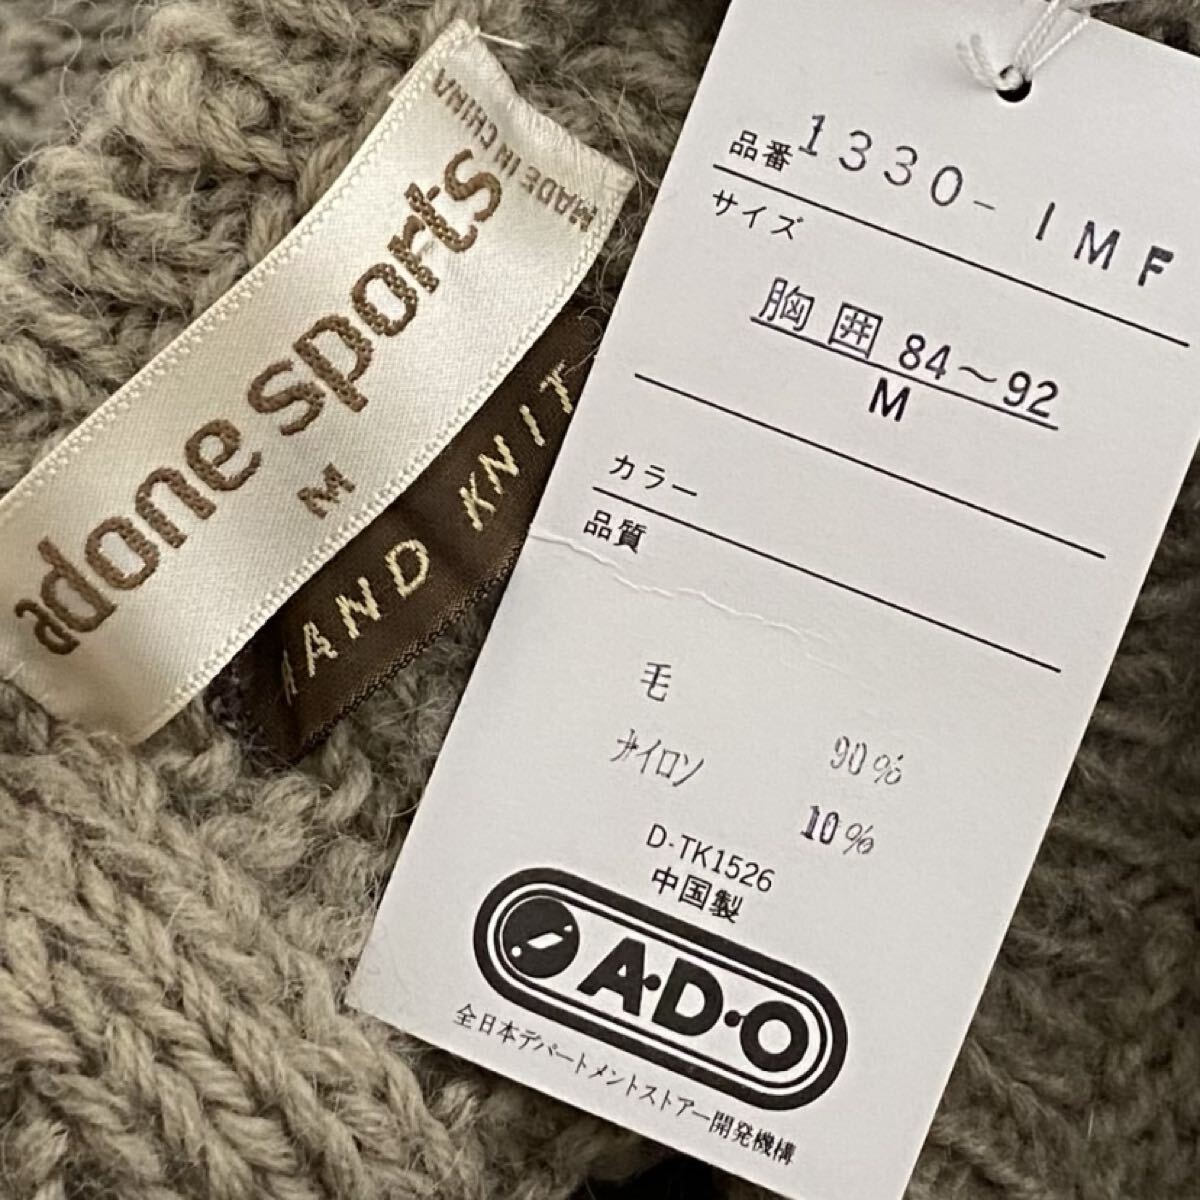 MADE IN CHINA
adone sports
M
HAND KNIT
品番 1330-1MF
サイズ
胸囲 84～92
M
カラー
品質
毛 90%
ナイロン 10%
D-TK1526
中国製
A・D・O
全日本デパートメントストアー開発機構